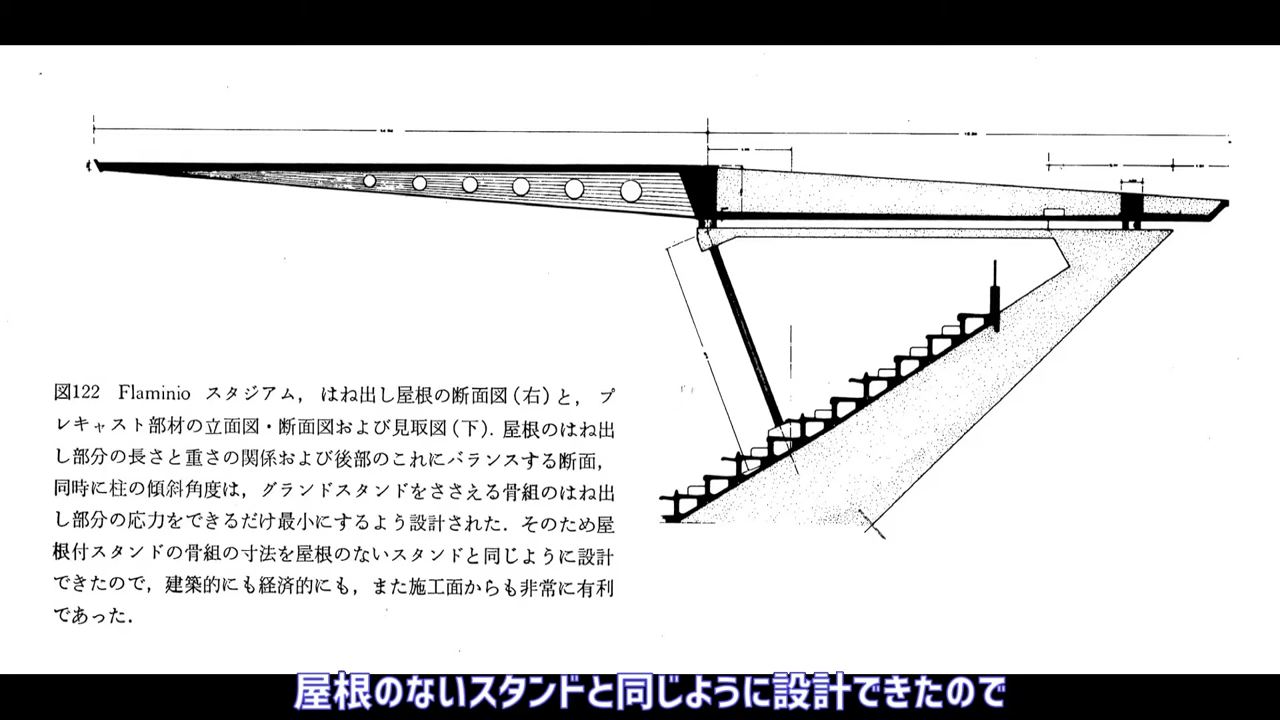 図122 Flaminio スタジアム，はね出し屋根の断面図(右)と，プ
レキャスト部材の立面図・断面図および見取図(下)．屋根のはね出
し部分の長さと重さの関係および後部のこれにバランスする断面，
同時に柱の傾斜角度は，グランドスタンドをささえる骨組のはね出
し部分の応力をできるだけ最小にするよう設計された．そのため屋
根付スタンドの骨組の寸法を屋根のないスタンドと同じように設計
できたので，建築的にも経済的にも，また施工面からも非常に有利
であった．
屋根のないスタンドと同じように設計できたので